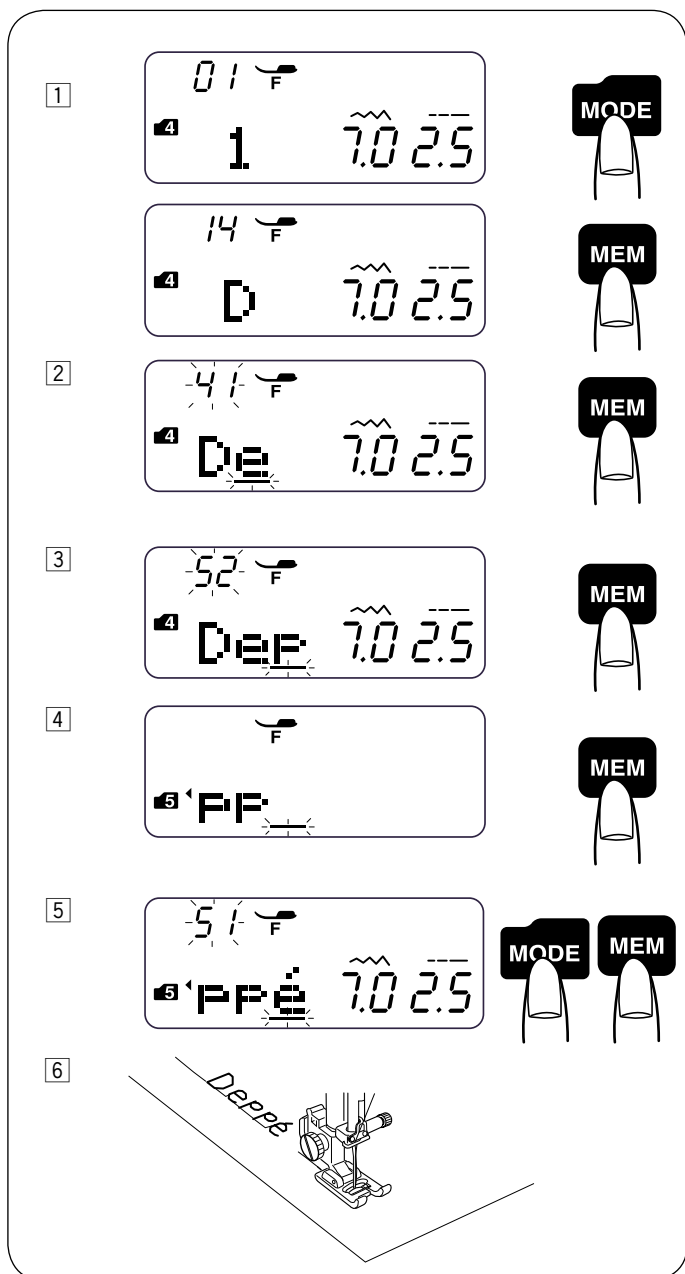 1
01 F
4 1 7.0 2.5
MODE
14 F
4 D 7.0 2.5
MEM
2
41 F
4 De 7.0 2.5
MEM
3
52 F
4 Dep 7.0 2.5
MEM
4
F
5 pp
MEM
5
51 F
5 ppé 7.0 2.5
MODE MEM
6
Deppé